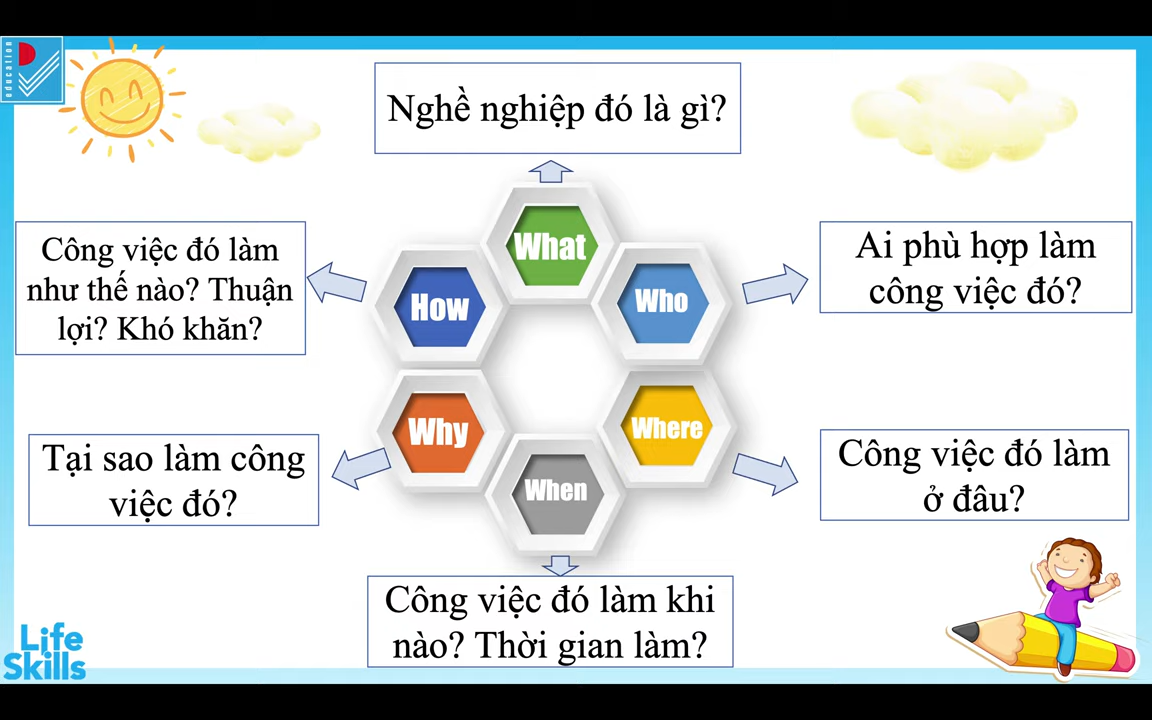 education
Nghề nghiệp đó là gì?
What
Công việc đó làm
như thế nào? Thuận
lợi? Khó khăn?
How
Who
Ai phù hợp làm
công việc đó?
Tại sao làm công
việc đó?
Why
Where
Công việc đó làm
ở đâu?
When
Công việc đó làm khi
nào? Thời gian làm?
Life
Skills